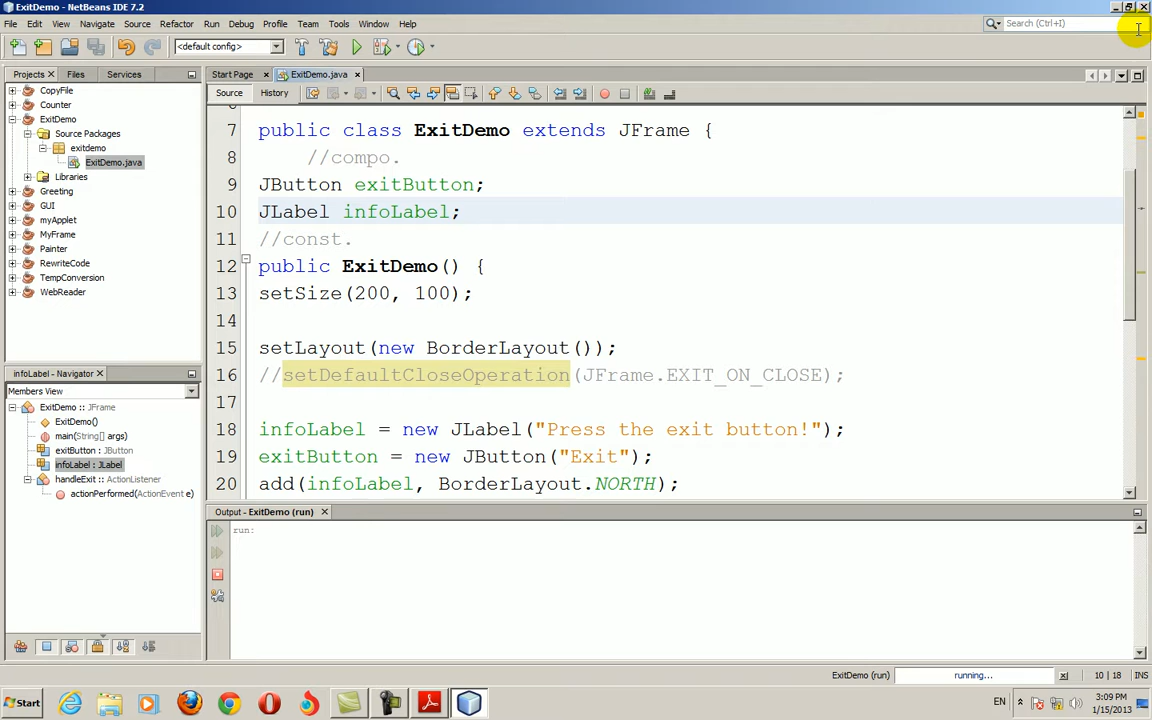 ExitDemo - NetBeans IDE 7.2
File Edit View Navigate Source Refactor Run Debug Profile Team Tools Window Help
Search (Ctrl+I)
<default config>
Projects Files Services
Start Page ExitDemo.java
Source History
CopyFile
Counter
ExitDemo
Source Packages
exitdemo
ExitDemo.java
Libraries
Greeting
GUI
myApplet
MyFrame
Painter
RewriteCode
TempConversion
WebReader
7 public class ExitDemo extends JFrame {
8 //compo.
9 JButton exitButton;
10 JLabel infoLabel;
11 //const.
12 public ExitDemo() {
13 setSize(200, 100);
14
15 setLayout(new BorderLayout());
16 //setDefaultCloseOperation(JFrame.EXIT_ON_CLOSE);
17
18 infoLabel = new JLabel("Press the exit button!");
19 exitButton = new JButton("Exit");
20 add(infoLabel, BorderLayout.NORTH);
infoLabel - Navigator
Members View
ExitDemo :: JFrame
ExitDemo()
main(String[] args)
exitButton : JButton
infoLabel : JLabel
handleExit :: ActionListener
actionPerformed(ActionEvent e)
Output - ExitDemo (run)
run:
ExitDemo (run) running... 10 | 18 INS
Start
EN
3:09 PM
1/15/2013